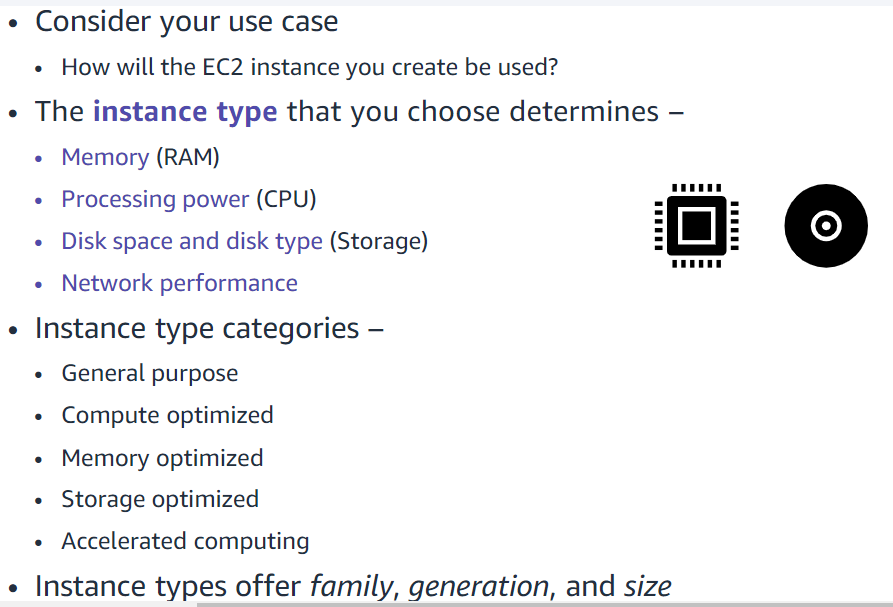 • Consider your use case
• How will the EC2 instance you create be used?
• The instance type that you choose determines –
• Memory (RAM)
• Processing power (CPU)
• Disk space and disk type (Storage)
• Network performance
• Instance type categories –
• General purpose
• Compute optimized
• Memory optimized
• Storage optimized
• Accelerated computing
• Instance types offer family, generation, and size